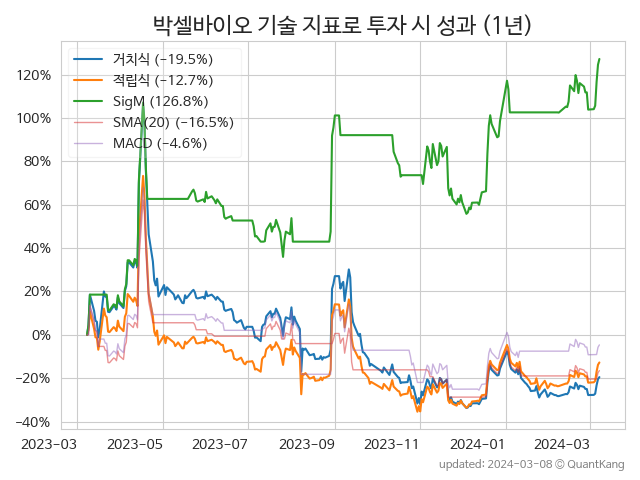 박셀바이오 기술 지표로 투자 시 성과 (1년)
거치식 (−19.5%)
적립식 (−12.7%)
SigM (126.8%)
SMA(20) (−16.5%)
MACD (−4.6%)
120%
100%
80%
60%
40%
20%
0%
−20%
−40%
2023-03 2023-05 2023-07 2023-09 2023-11 2024-01 2024-03
updated: 2024-03-08 © QuantKang